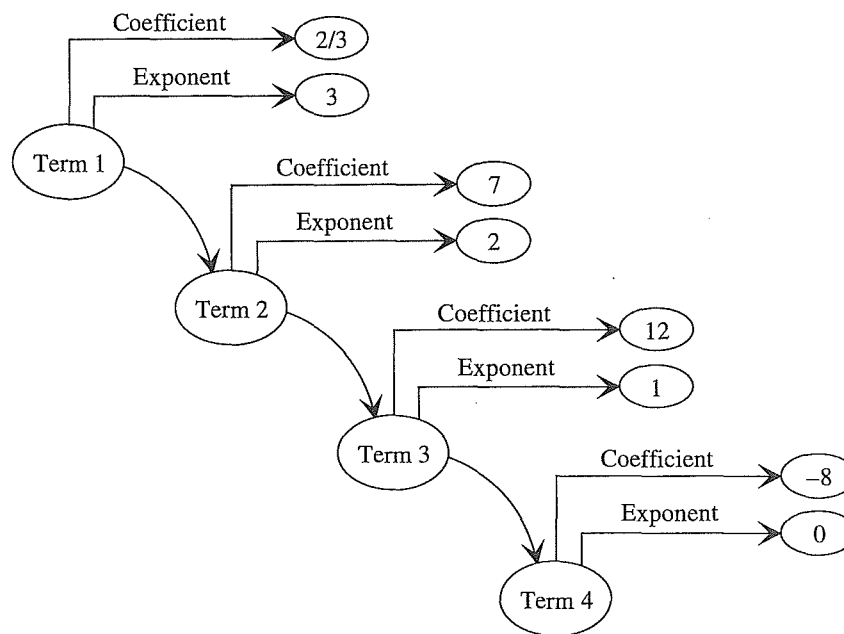 Coefficient
2/3
Exponent
3
Term 1
Coefficient
7
Exponent
2
Term 2
Coefficient
12
Exponent
1
Term 3
Coefficient
–8
Exponent
0
Term 4